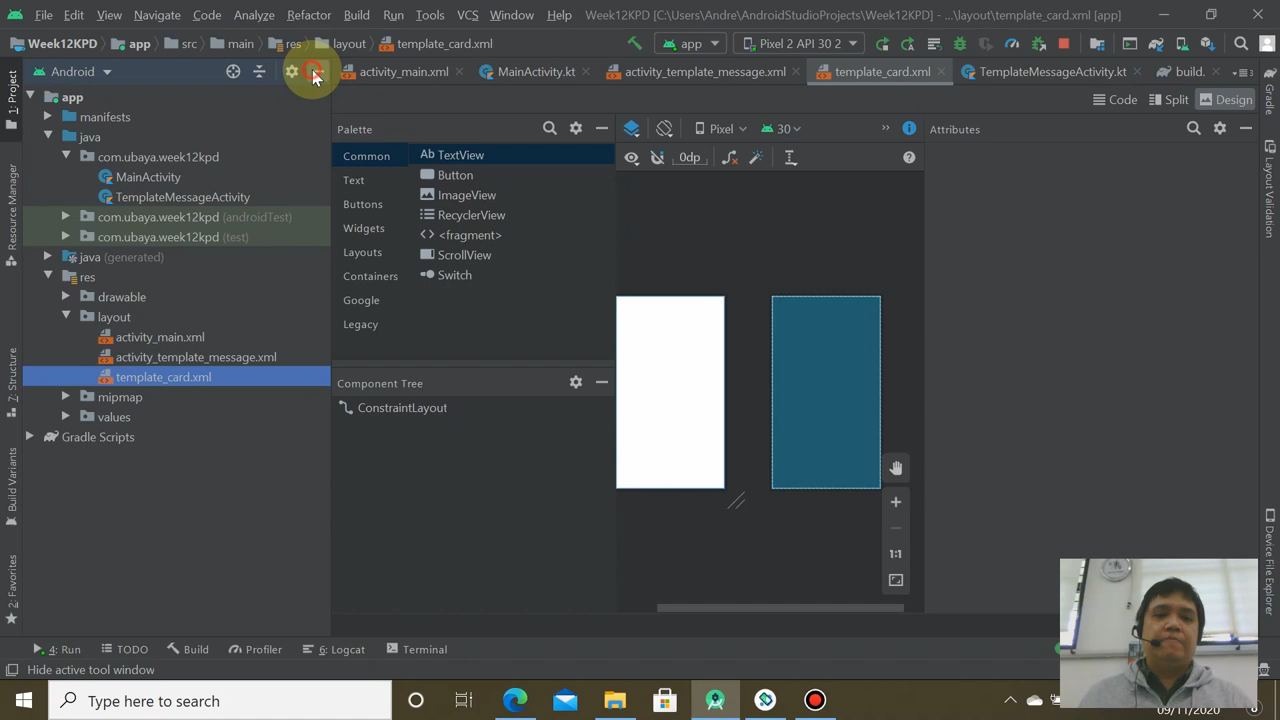 File Edit View Navigate Code Analyze Refactor Build Run Tools VCS Window Help Week12KPD [C:\Users\Andre\AndroidStudioProjects\Week12KPD] - ...\layout\template_card.xml [app]
Week12KPD app src main res layout template_card.xml app Pixel 2 API 30 2
Android activity_main.xml MainActivity.kt activity_template_message.xml template_card.xml TemplateMessageActivity.kt build.
Code Split Design
1: Project
Resource Manager
7: Structure
Build Variants
2: Favorites
app
manifests
java
com.ubaya.week12kpd
MainActivity
TemplateMessageActivity
com.ubaya.week12kpd (androidTest)
com.ubaya.week12kpd (test)
java (generated)
res
drawable
layout
activity_main.xml
activity_template_message.xml
template_card.xml
mipmap
values
Gradle Scripts
Palette
Common
Text
Buttons
Widgets
Layouts
Containers
Google
Legacy
Ab TextView
Button
ImageView
RecyclerView
<fragment>
ScrollView
Switch
Component Tree
ConstraintLayout
Pixel 30
0dp
1:1
Attributes
Gradle
Layout Validation
Device File Explorer
4: Run TODO Build Profiler 6: Logcat Terminal
Hide active tool window
Type here to search
09/11/2020